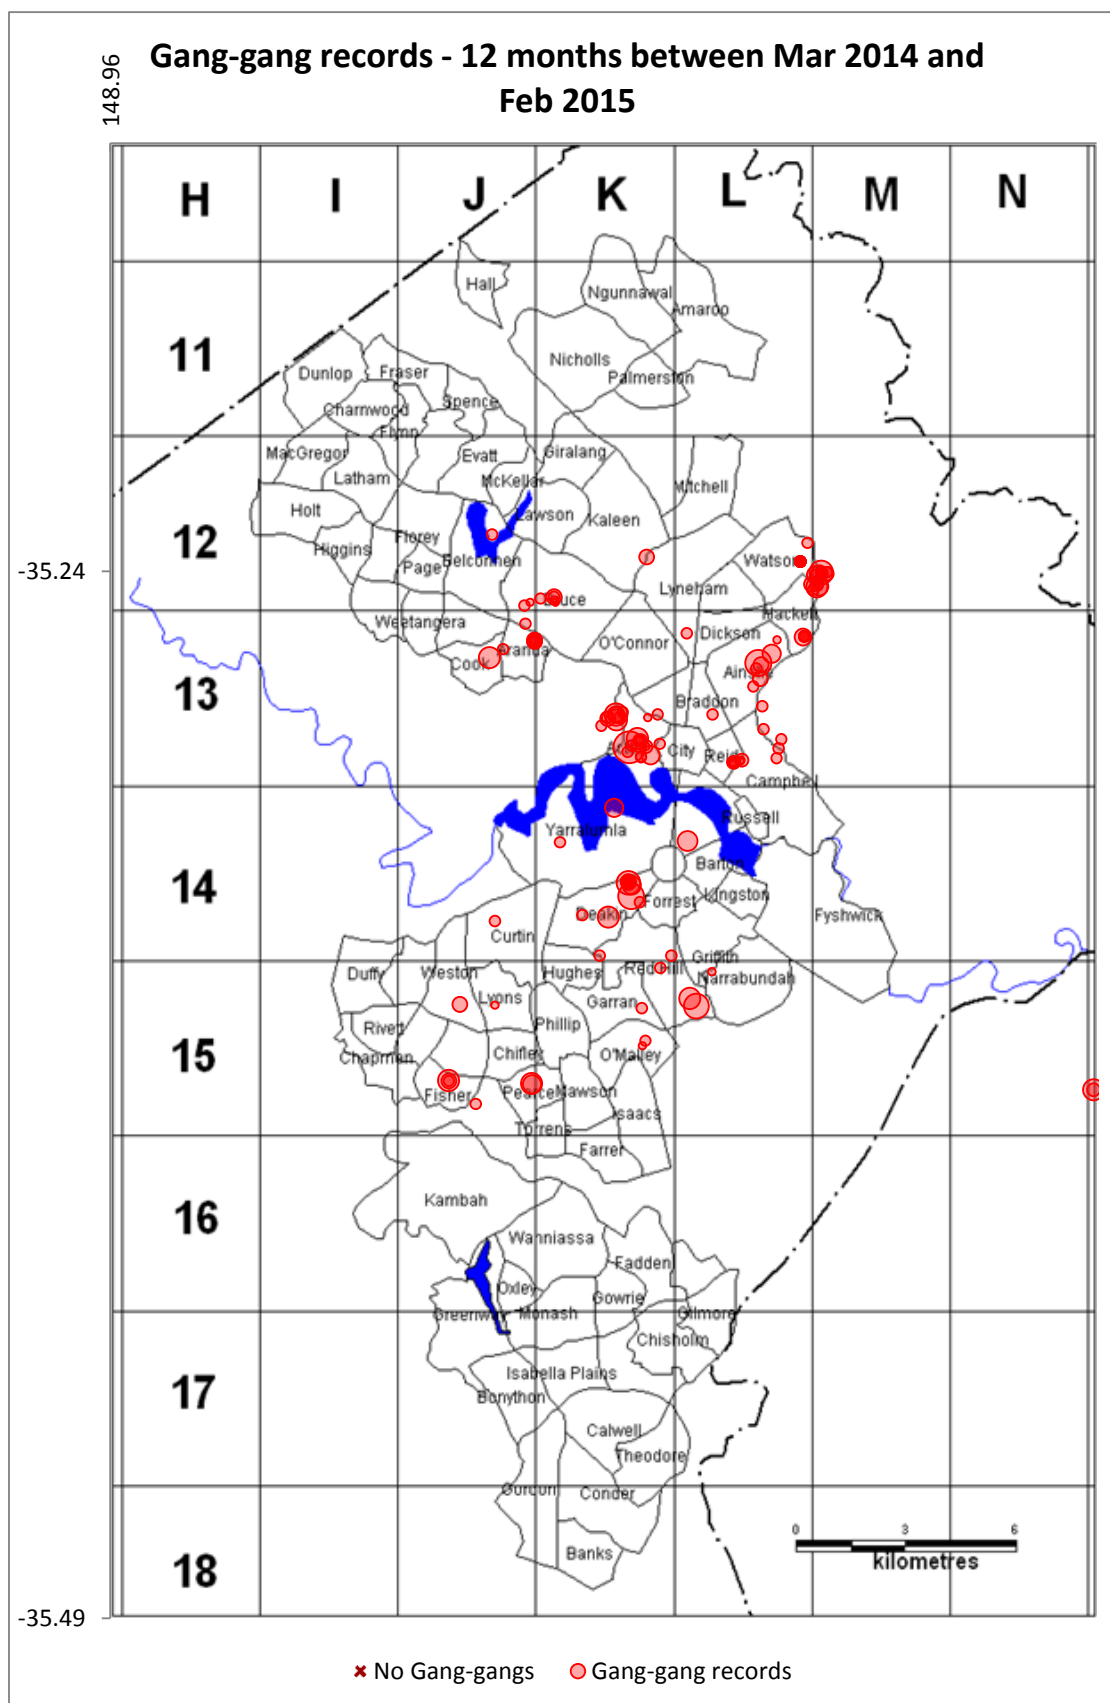 Gang-gang records - 12 months between Mar 2014 and
Feb 2015
148.96
H I J K L M N
Hall
Ngunnawal
Amaroo
11
Nicholls
Dunlop Fraser
Palmerston
Charnwood Spence
Flynn
MacGregor Evatt Giralang
Latham McKellar Mitchell
Holt Lawson Kaleen
12
Florey
Higgins Belconnen Watson
-35.24
Page Lyneham
Bruce
Hackett
Weetangera Dickson
O'Connor
Cook Aranda
Ainslie
13
Braddon
City Reid
Campbell
Russell
Yarralumla
Barton
14
Forrest Kingston
Deakin Fyshwick
Curtin
Griffith
Duffy Weston Hughes Red Hill Narrabundah
Lyons Garran
Rivett Phillip
15
Chapman Chifley O'Malley
Fisher Pearce Mawson
Isaacs
Torrens
Farrer
Kambah
16
Wanniassa
Fadden
Oxley
Gowrie
Greenway Monash Gilmore
Chisholm
Isabella Plains
17
Bonython
Calwell
Theodore
Gordon Conder
0 3 6
Banks kilometres
18
-35.49
No Gang-gangs Gang-gang records